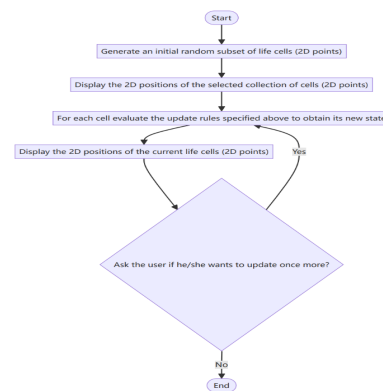 Start
Generate an initial random subset of life cells (2D points)
Display the 2D positions of the selected collection of cells (2D points)
For each cell evaluate the update rules specified above to obtain its new state
Display the 2D positions of the current life cells (2D points)
Yes
Ask the user if he/she wants to update once more?
No
End